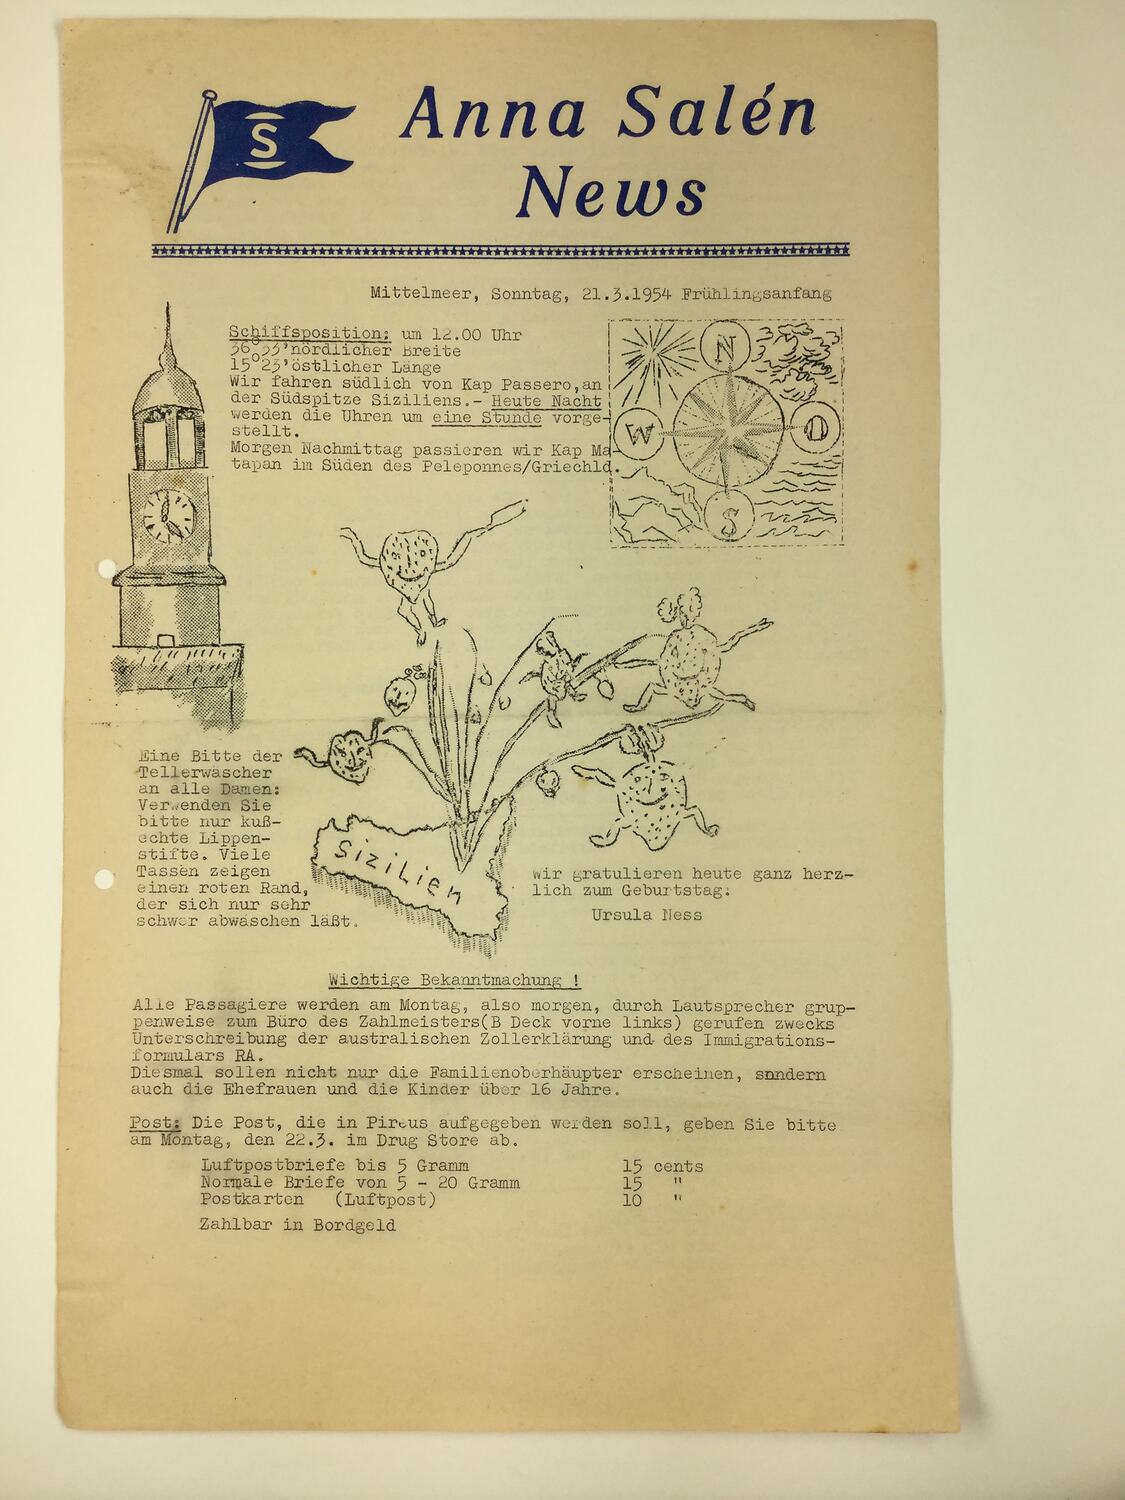 S
Anna Salén
News
Mittelmeer, Sonntag, 21.3.1954 Frühlingsanfang
Schiffsposition: um 12.00 Uhr
nördlicher Breite
15°23'östlicher Länge
Wir fahren südlich von Kap Passero,an
der Südspitze Siziliens.- Heute Nacht
werden die Uhren um eine Stunde vorge-
stellt.
Morgen Nachmittag passieren wir Kap Ma-
tapan im Süden des Peleponnes/Griechld.
N
W
O
S
Eine Bitte der
Tellerwäscher
an alle Damen:
Verwenden Sie
bitte nur kuß-
echte Lippen-
stifte. Viele
Tassen zeigen
einen roten Rand,
der sich nur sehr
schwer abwaschen läßt.
Sizilien
Wir gratulieren heute ganz herz-
lich zum Geburtstag:
Ursula Ness
Wichtige Bekanntmachung !
Alle Passagiere werden am Montag, also morgen, durch Lautsprecher grup-
penweise zum Büro des Zahlmeisters(B Deck vorne links) gerufen zwecks
Unterschreibung der australischen Zollerklärung und des Immigrations-
formulars RA.
Diesmal sollen nicht nur die Familienoberhäupter erscheinen, sondern
auch die Ehefrauen und die Kinder über 16 Jahre.
Post: Die Post, die in Piräus aufgegeben werden soll, geben Sie bitte
am Montag, den 22.3. im Drug Store ab.
Luftpostbriefe bis 5 Gramm 15 cents
Normale Briefe von 5 - 20 Gramm 15 "
Postkarten (Luftpost) 10 "
Zahlbar in Bordgeld